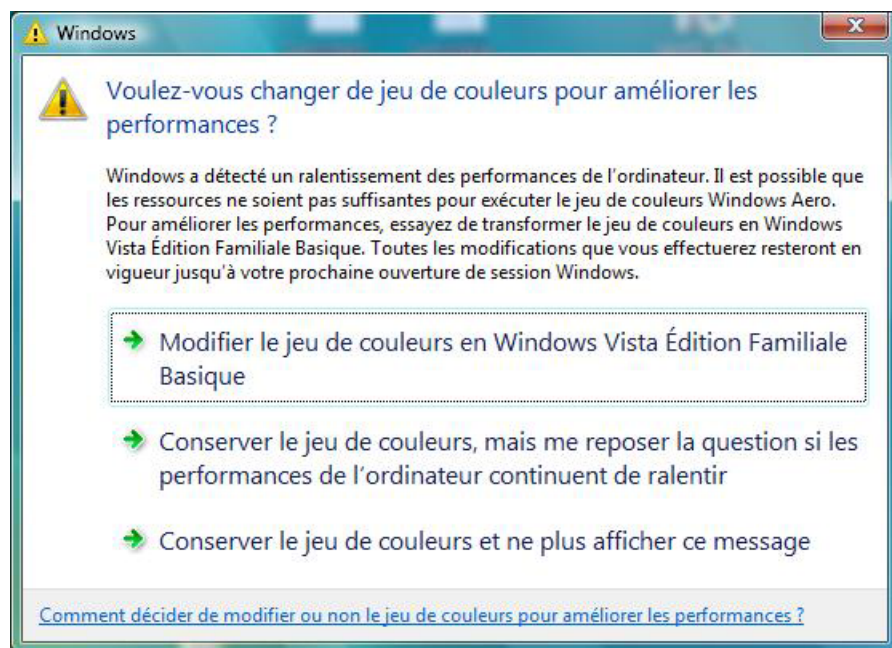 Windows
Voulez-vous changer de jeu de couleurs pour améliorer les
performances ?
Windows a détecté un ralentissement des performances de l'ordinateur. Il est possible que
les ressources ne soient pas suffisantes pour exécuter le jeu de couleurs Windows Aero.
Pour améliorer les performances, essayez de transformer le jeu de couleurs en Windows
Vista Édition Familiale Basique. Toutes les modifications que vous effectuerez resteront en
vigueur jusqu'à votre prochaine ouverture de session Windows.
Modifier le jeu de couleurs en Windows Vista Édition Familiale
Basique
Conserver le jeu de couleurs, mais me reposer la question si les
performances de l'ordinateur continuent de ralentir
Conserver le jeu de couleurs et ne plus afficher ce message
Comment décider de modifier ou non le jeu de couleurs pour améliorer les performances ?